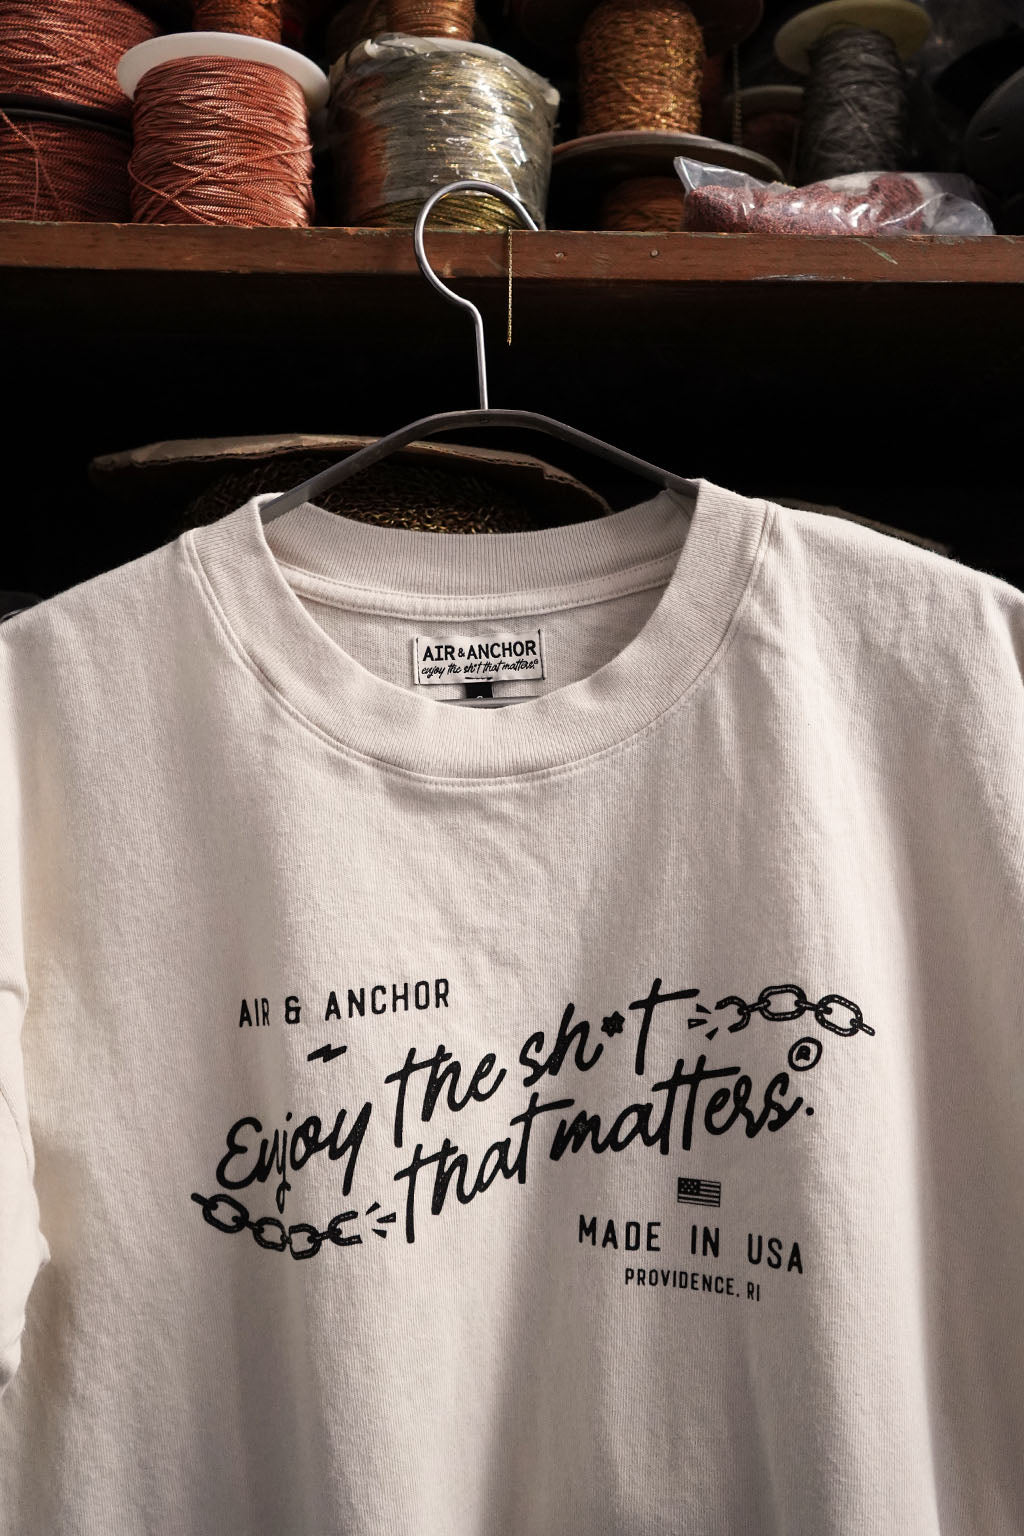 AIR & ANCHOR
enjoy the sh*t that matters.®
AIR & ANCHOR
Enjoy the sh*t
that matters.®
MADE IN USA
PROVIDENCE, RI